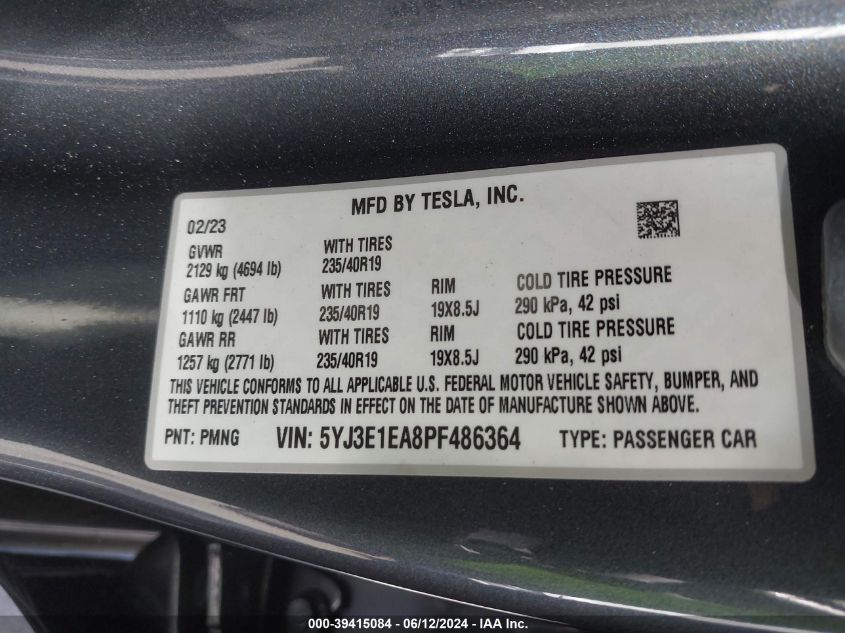 MFD BY TESLA, INC.
02/23
GVWR WITH TIRES
2129 kg (4694 lb) 235/40R19
GAWR FRT WITH TIRES RIM COLD TIRE PRESSURE
1110 kg (2447 lb) 235/40R19 19X8.5J 290 kPa, 42 psi
GAWR RR WITH TIRES RIM COLD TIRE PRESSURE
1257 kg (2771 lb) 235/40R19 19X8.5J 290 kPa, 42 psi
THIS VEHICLE CONFORMS TO ALL APPLICABLE U.S. FEDERAL MOTOR VEHICLE SAFETY, BUMPER, AND
THEFT PREVENTION STANDARDS IN EFFECT ON THE DATE OF MANUFACTURE SHOWN ABOVE.
PNT: PMNG VIN: 5YJ3E1EA8PF486364 TYPE: PASSENGER CAR
000-39415084 - 06/12/2024 - IAA Inc.